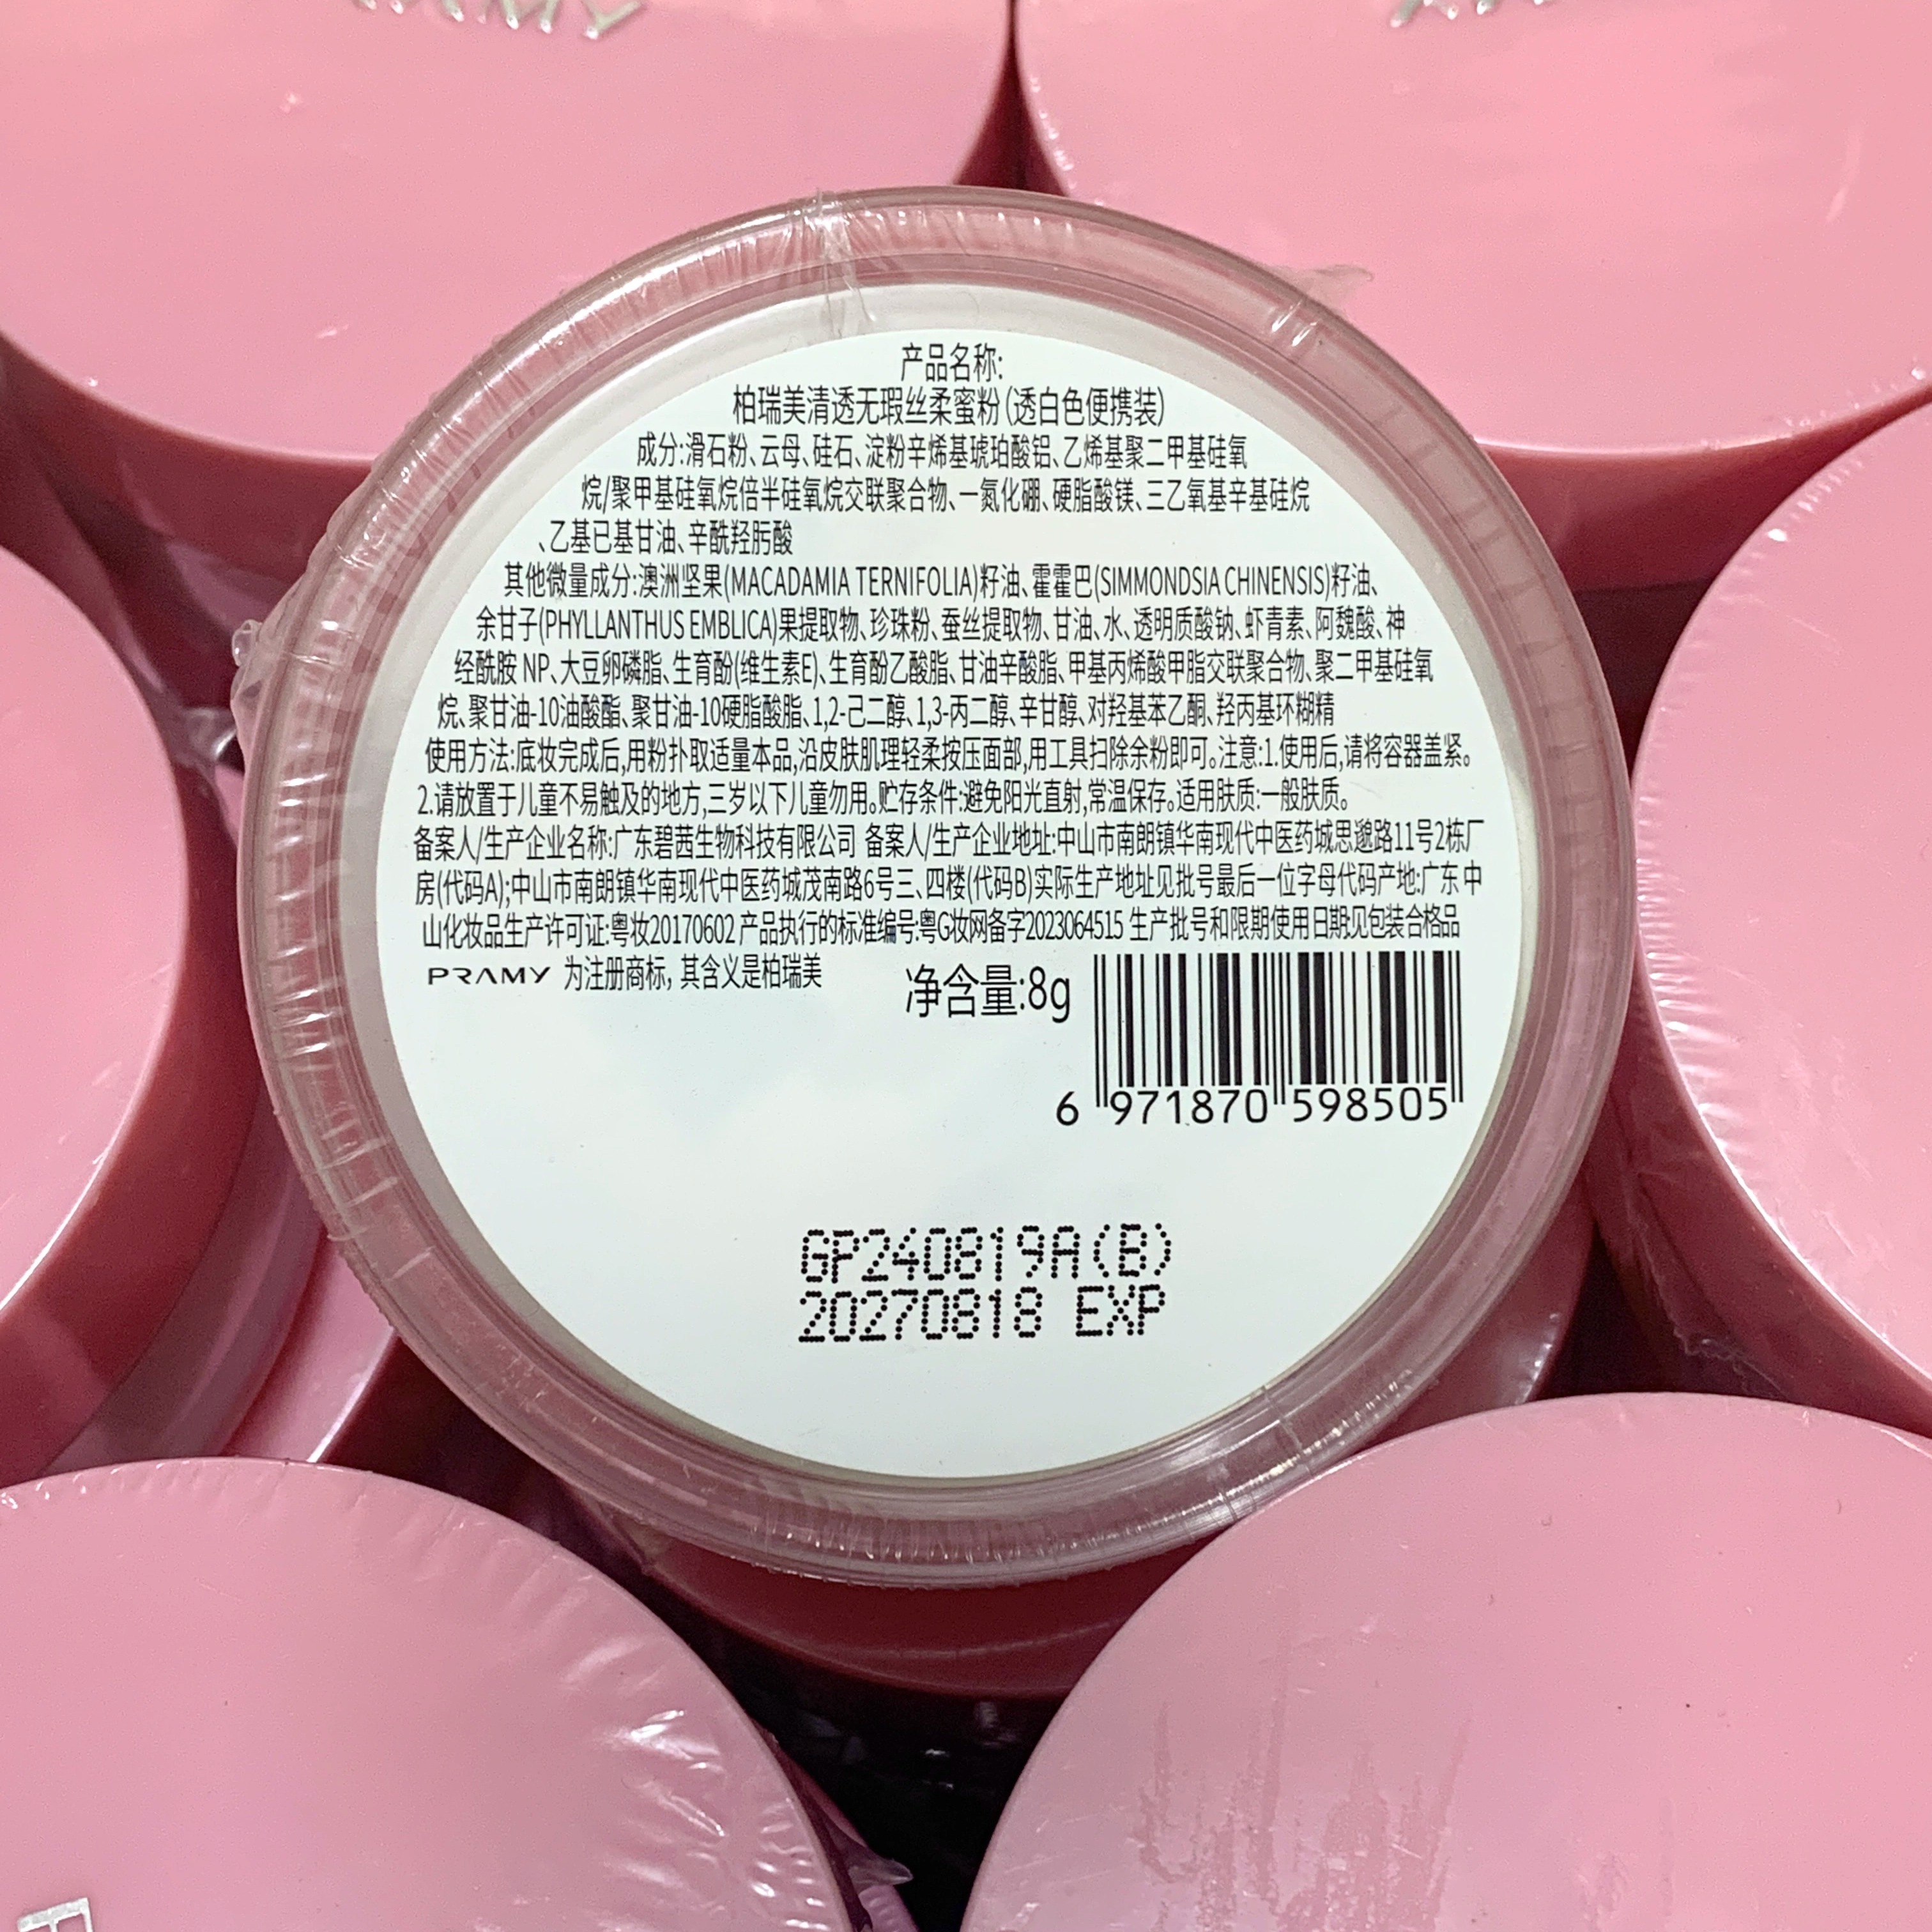 产品名称:
柏瑞美清透无瑕丝柔蜜粉(透白色便携装)
成分:滑石粉、云母、硅石、淀粉辛烯基琥珀酸铝、乙烯基聚二甲基硅氧
烷/聚甲基硅氧烷倍半硅氧烷交联聚合物、一氮化硼、硬脂酸镁、三乙氧基辛基硅烷
、乙基已基甘油、辛酰羟肟酸
其他微量成分:澳洲坚果(MACADAMIA TERNIFOLIA)籽油、霍霍巴(SIMMONDSIA CHINENSIS)籽油、
余甘子(PHYLLANTHUS EMBLICA)果提取物、珍珠粉、蚕丝提取物、甘油、水、透明质酸钠、虾青素、阿魏酸、神
经酰胺 NP、大豆卵磷脂、生育酚(维生素E)、生育酚乙酸脂、甘油辛酸脂、甲基丙烯酸甲脂交联聚合物、聚二甲基硅氧
烷、聚甘油-10油酸酯、聚甘油-10硬脂酸脂、1,2-己二醇、1,3-丙二醇、辛甘醇、对羟基苯乙酮、羟丙基环糊精
使用方法:底妆完成后,用粉扑取适量本品,沿皮肤肌理轻柔按压面部,用工具扫除余粉即可。注意:1.使用后,请将容器盖紧。
2.请放置于儿童不易触及的地方,三岁以下儿童勿用。贮存条件:避免阳光直射,常温保存。适用肤质:一般肤质。
备案人/生产企业名称:广东碧茜生物科技有限公司 备案人/生产企业地址:中山市南朗镇华南现代中医药城思邈路11号2栋厂
房(代码A);中山市南朗镇华南现代中医药城茂南路6号三、四楼(代码B)实际生产地址见批号最后一位字母代码产地:广东 中
山化妆品生产许可证:粤妆20170602 产品执行的标准编号:粤G妆网备字2023064515 生产批号和限期使用日期:见包装合格品
PRAMY 为注册商标, 其含义是柏瑞美
净含量:8g
6 971870 598505
GP240819A(B)
20270818 EXP